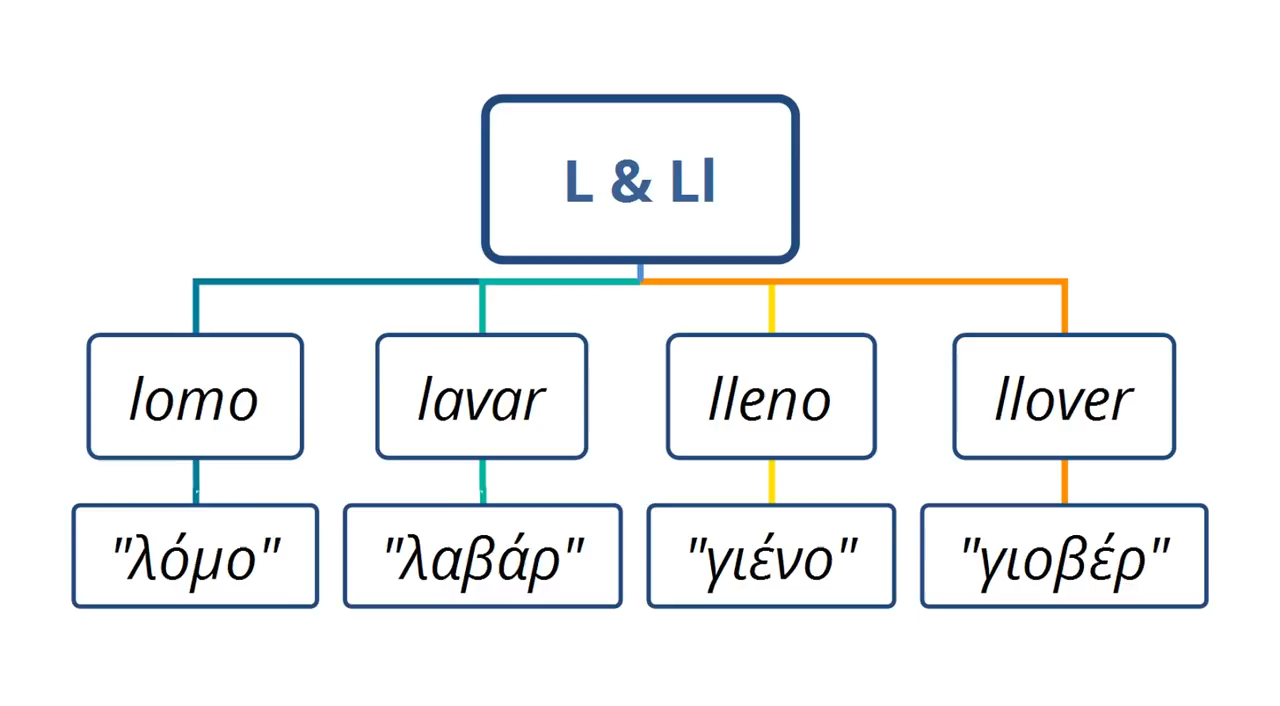 L & Ll
lomo
lavar
lleno
llover
"λόμο"
"λαβάρ"
"γιένο"
"γιοβέρ"